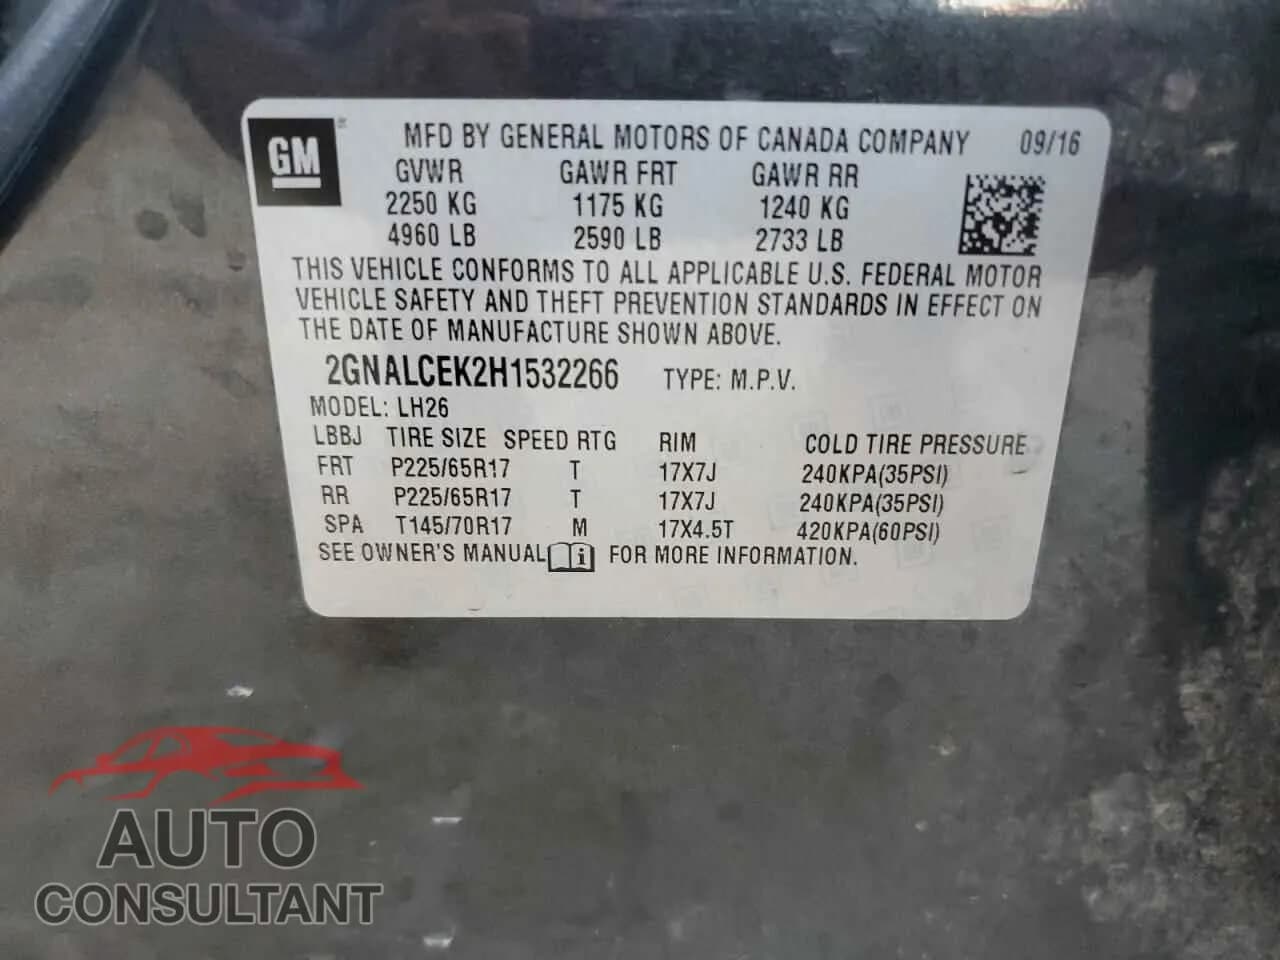 GM
MFD BY GENERAL MOTORS OF CANADA COMPANY 09/16
GVWR GAWR FRT GAWR RR
2250 KG 1175 KG 1240 KG
4960 LB 2590 LB 2733 LB
THIS VEHICLE CONFORMS TO ALL APPLICABLE U.S. FEDERAL MOTOR
VEHICLE SAFETY AND THEFT PREVENTION STANDARDS IN EFFECT ON
THE DATE OF MANUFACTURE SHOWN ABOVE.
2GNALCEK2H1532266 TYPE: M.P.V.
MODEL: LH26
LBBJ TIRE SIZE SPEED RTG RIM COLD TIRE PRESSURE
FRT P225/65R17 T 17X7J 240KPA(35PSI)
RR P225/65R17 T 17X7J 240KPA(35PSI)
SPA T145/70R17 M 17X4.5T 420KPA(60PSI)
SEE OWNER'S MANUAL i FOR MORE INFORMATION.
AUTO
CONSULTANT